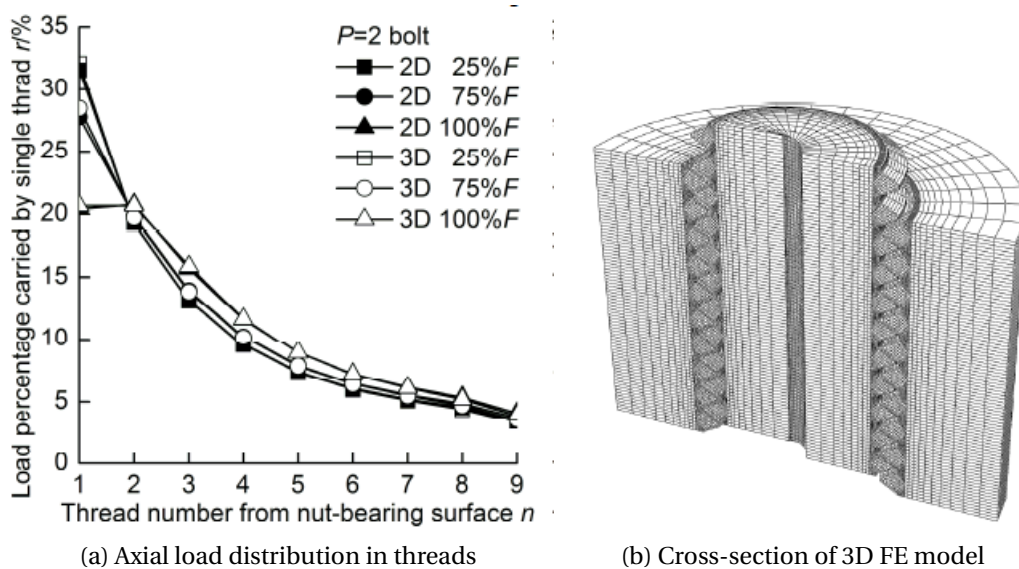 Load percentage carried by single thrad r/%
35
30
25
20
15
10
5
0
P=2 bolt
2D 25%F
2D 75%F
2D 100%F
3D 25%F
3D 75%F
3D 100%F
1 2 3 4 5 6 7 8 9
Thread number from nut-bearing surface n
(a) Axial load distribution in threads
(b) Cross-section of 3D FE model